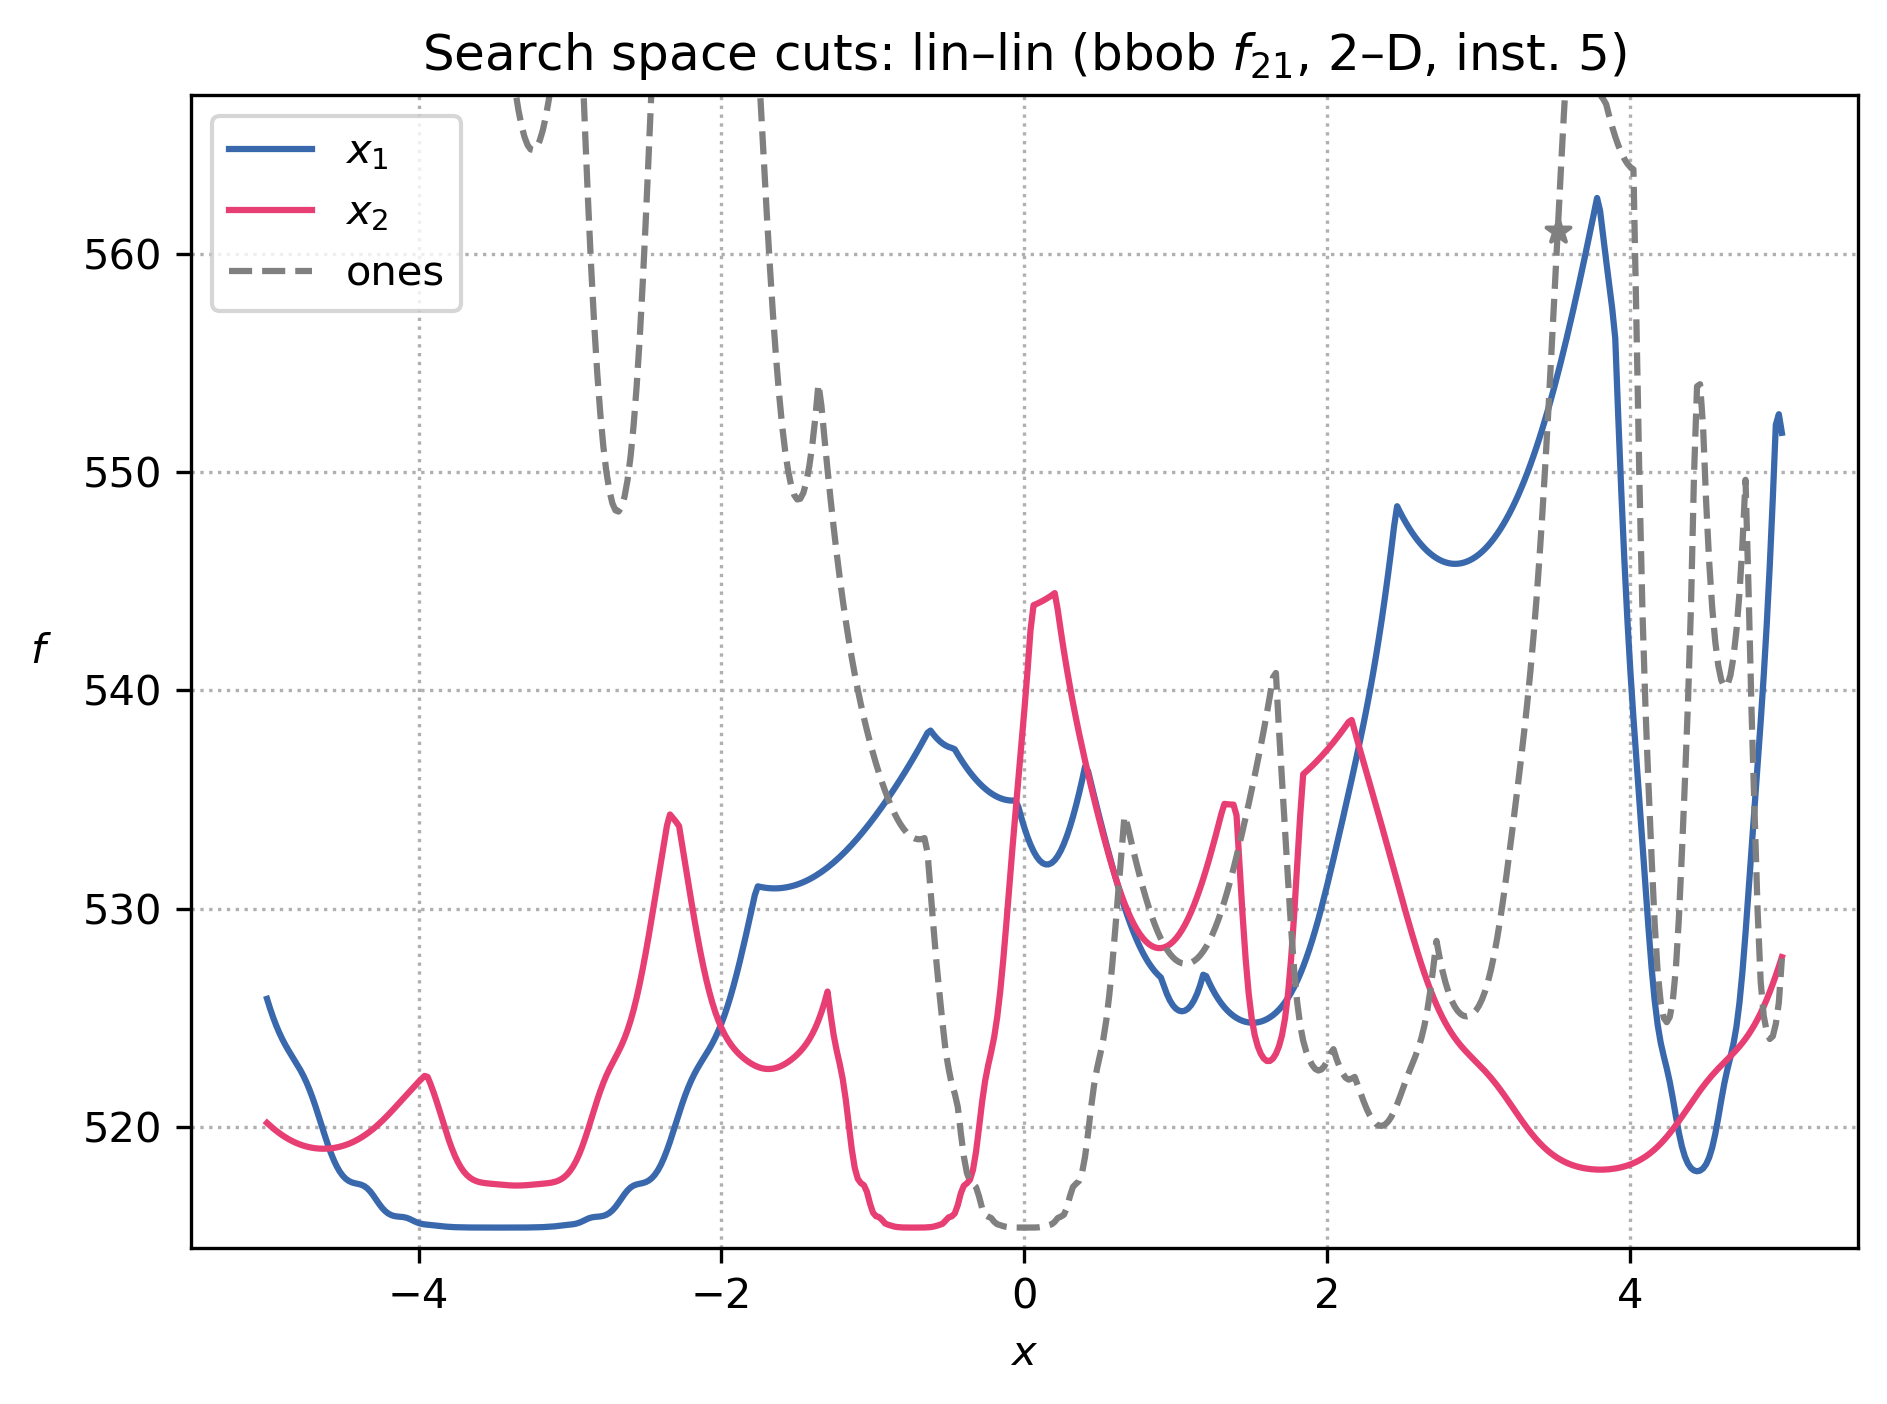 Search space cuts: lin–lin (bbob f₂₁, 2–D, inst. 5)
x₁
x₂
ones
560
550
540
530
520
f
−4
−2
0
2
4
x